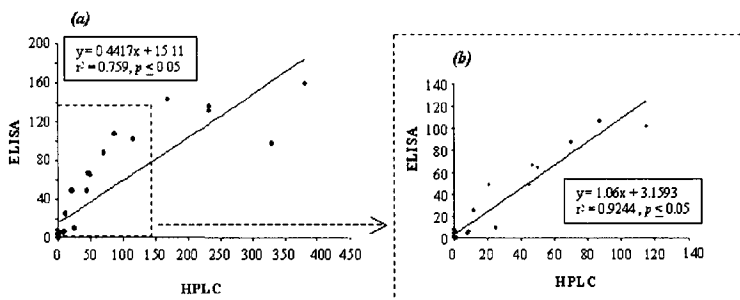 (a)
200
160
120
80
40
0
ELISA
y = 0.4417x + 15 11
r² = 0.759, p ≤ 0 05
0 50 100 150 200 250 300 350 400 450
HPLC
(b)
140
120
100
80
60
40
20
0
ELISA
y = 1.06x + 3.1593
r² = 0.9244, p ≤ 0.05
0 20 40 60 80 100 120 140
HPLC